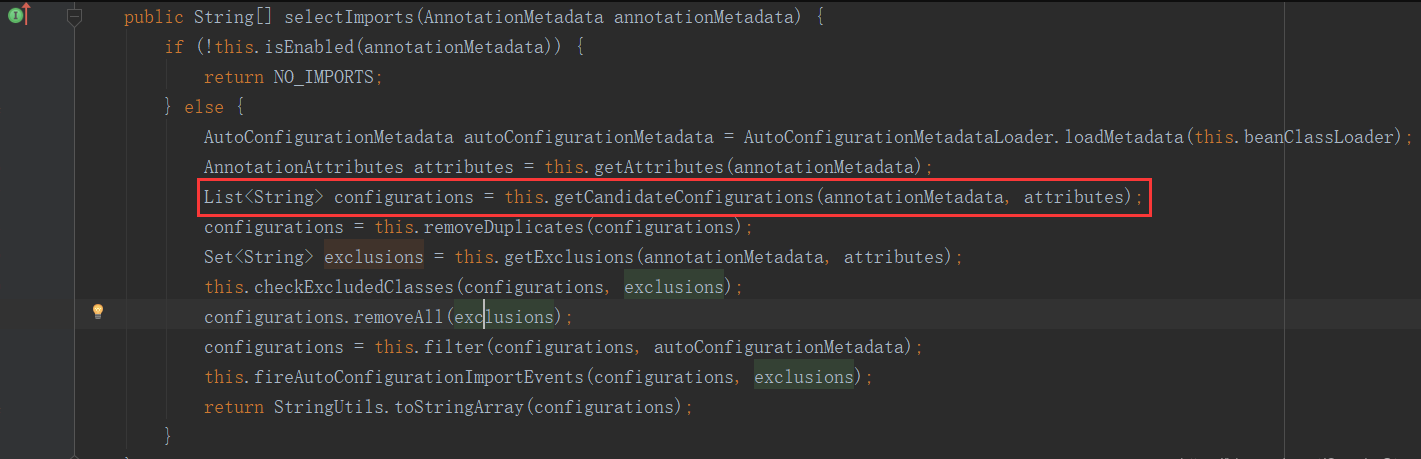 public String[] selectImports(AnnotationMetadata annotationMetadata) {
if (!this.isEnabled(annotationMetadata)) {
return NO_IMPORTS;
} else {
AutoConfigurationMetadata autoConfigurationMetadata = AutoConfigurationMetadataLoader.loadMetadata(this.beanClassLoader);
AnnotationAttributes attributes = this.getAttributes(annotationMetadata);
List<String> configurations = this.getCandidateConfigurations(annotationMetadata, attributes);
configurations = this.removeDuplicates(configurations);
Set<String> exclusions = this.getExclusions(annotationMetadata, attributes);
this.checkExcludedClasses(configurations, exclusions);
configurations.removeAll(exclusions);
configurations = this.filter(configurations, autoConfigurationMetadata);
this.fireAutoConfigurationImportEvents(configurations, exclusions);
return StringUtils.toStringArray(configurations);
}